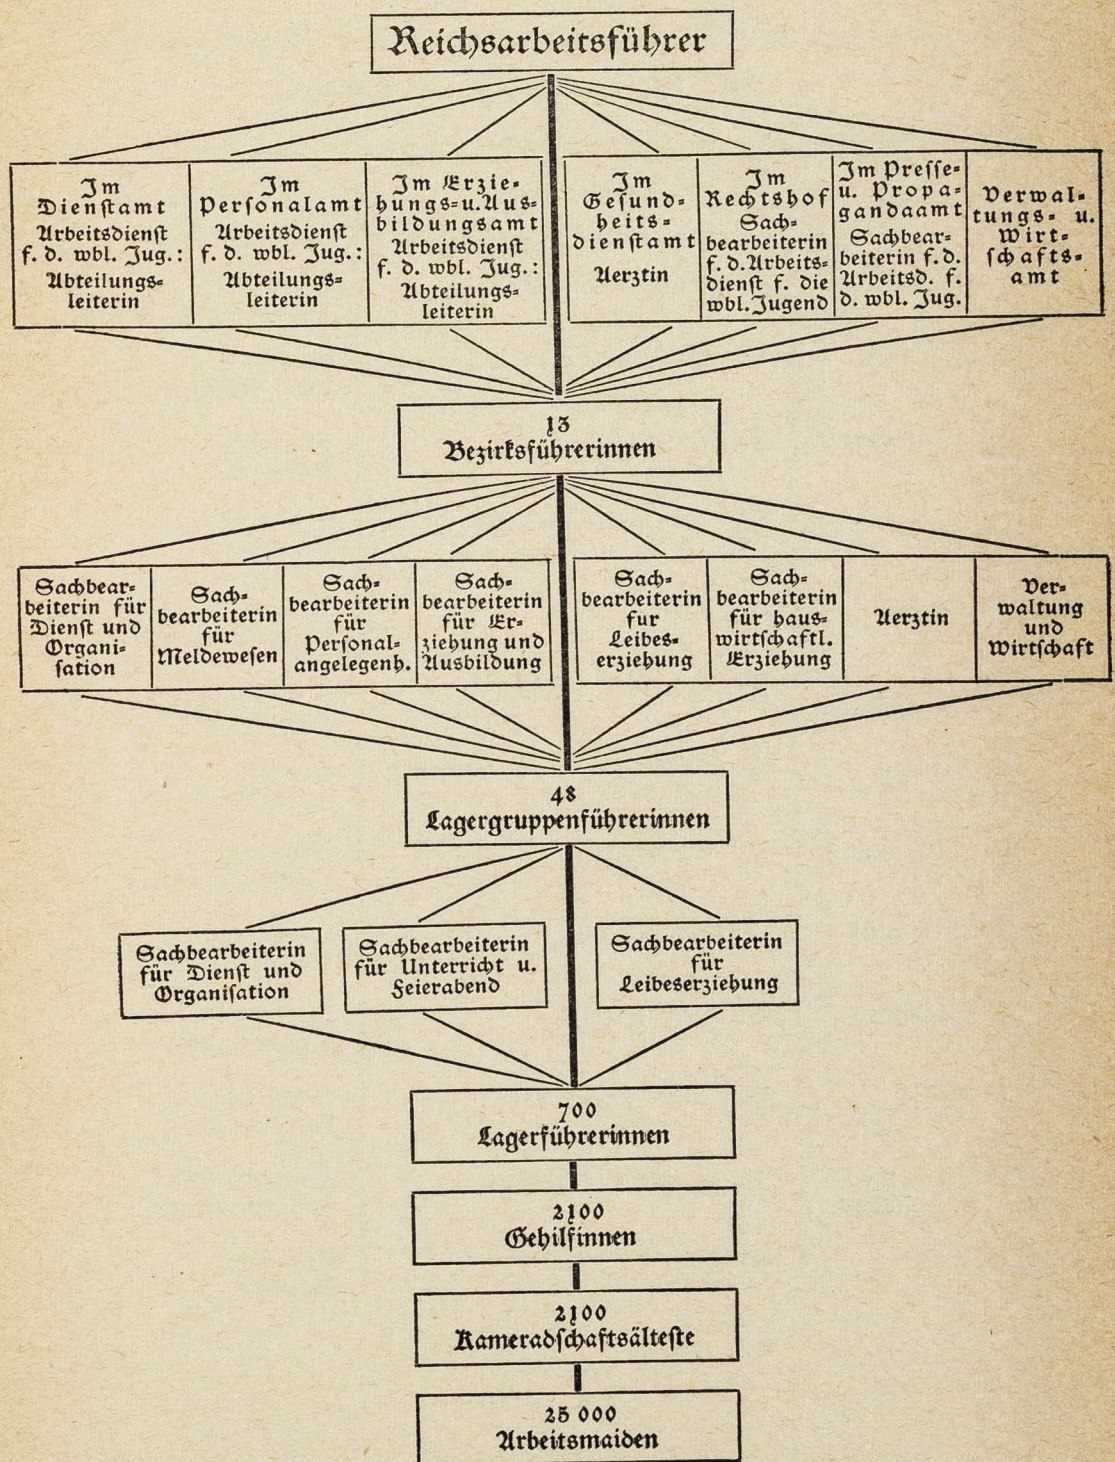 Reichsarbeitsführer
Im
Dienstamt
Arbeitsdienst
f. d. wbl. Jug.:
Abteilungs-
leiterin
Im
Personalamt
Arbeitsdienst
f. d. wbl. Jug.:
Abteilungs-
leiterin
Im Erzie-
hungs- u. Aus-
bildungsamt
Arbeitsdienst
f. d. wbl. Jug.:
Abteilungs-
leiterin
Im
Gesund-
heits-
dienstamt
Aerztin
Im
Rechtshof
Sach-
bearbeiterin
f. d. Arbeits-
dienst f. die
wbl. Jugend
Im Presse-
u. Propa-
gandaamt
Sachbear-
beiterin f. d.
Arbeitsd. f.
d. wbl. Jug.
Verwal-
tungs- u.
Wirt-
schafts-
amt
13
Bezirksführerinnen
Sachbear-
beiterin für
Dienst und
Organi-
sation
Sach-
bearbeiterin
für
Meldewesen
Sach-
bearbeiterin
für
Personal-
angelegenh.
Sach-
bearbeiterin
für Er-
ziehung und
Ausbildung
Sach-
bearbeiterin
fur
Leibes-
erziehung
Sach-
bearbeiterin
für haus-
wirtschaftl.
Erziehung
Aerztin
Ver-
waltung
und
Wirtschaft
48
Lagergruppenführerinnen
Sachbearbeiterin
für Dienst und
Organisation
Sachbearbeiterin
für Unterricht u.
Feierabend
Sachbearbeiterin
für
Leibeserziehung
700
Lagerführerinnen
2100
Gehilfinnen
2100
Kameradschaftsälteste
25 000
Arbeitsmaiden